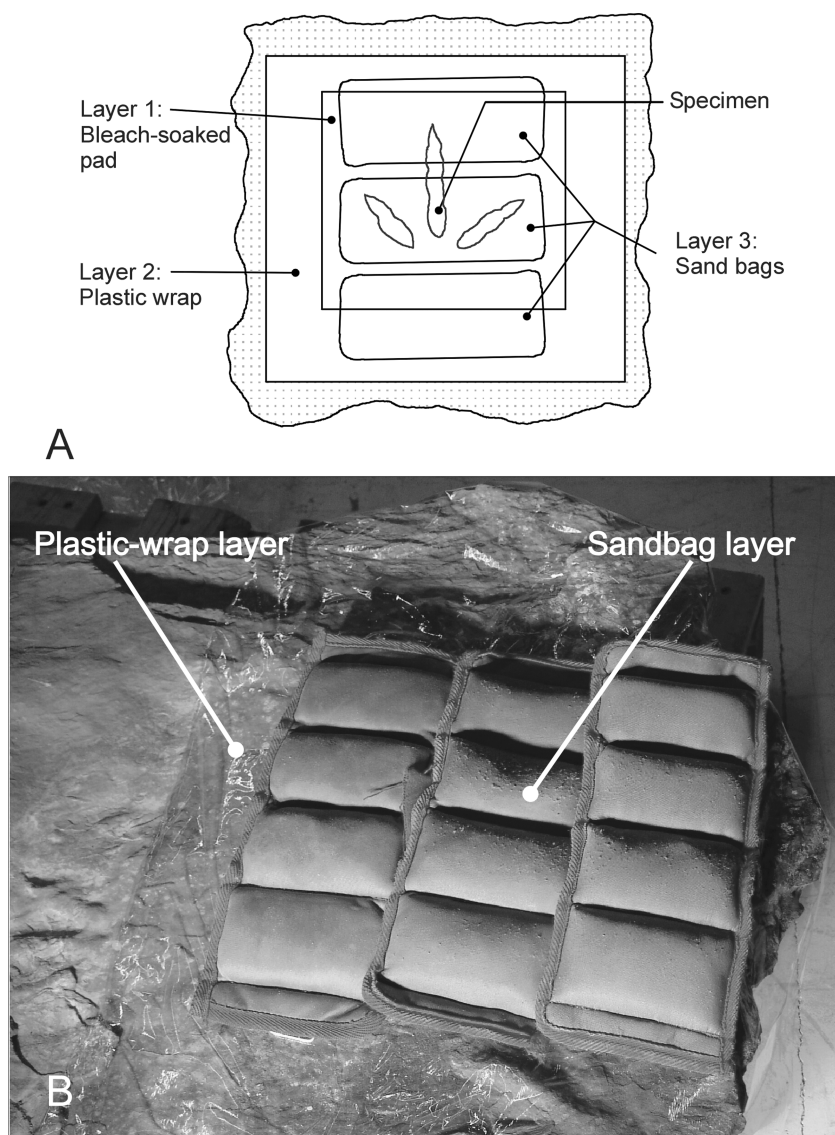 Layer 1:
Bleach-soaked
pad
Specimen
Layer 2:
Plastic wrap
Layer 3:
Sand bags
A
Plastic-wrap layer
Sandbag layer
B